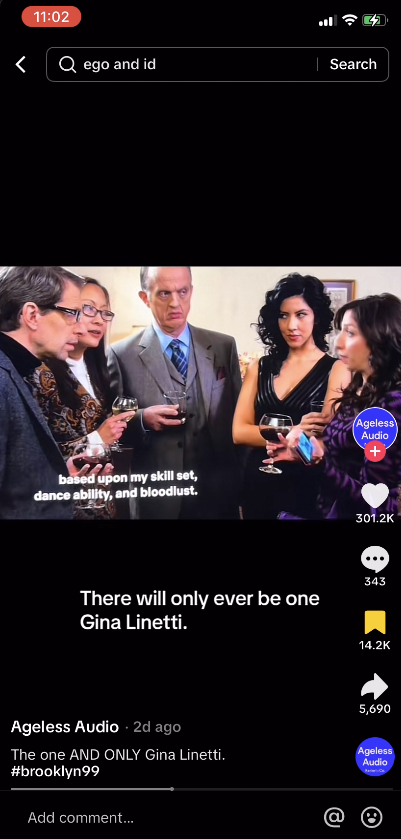 11:02
ego and id
Search
Ageless
Audio
based upon my skill set,
dance ability, and bloodlust.
301.2K
343
There will only ever be one
Gina Linetti.
14.2K
5,690
Ageless Audio · 2d ago
The one AND ONLY Gina Linetti.
#brooklyn99
Ageless
Audio
Add comment...
@